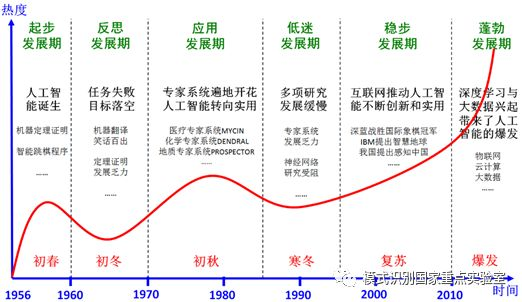 热度
起步
发展期
反思
发展期
应用
发展期
低迷
发展期
稳步
发展期
蓬勃
发展期
人工智
能诞生
机器定理证明
智能跳棋程序
……
任务失败
目标落空
机器翻译
笑话百出
定理证明
发展乏力
……
专家系统遍地开花
人工智能转向实用
医疗专家系统MYCIN
化学专家系统DENDRAL
地质专家系统PROSPECTOR
……
多项研究
发展缓慢
专家系统
发展乏力
神经网络
研究受阻
……
互联网推动人工智
能不断创新和实用
深蓝战胜国际象棋冠军
IBM提出智慧地球
我国提出感知中国
……
深度学习与
大数据兴起
带来了人工
智能的爆发
物联网
云计算
大数据
……
初春
初冬
初秋
寒冬
复苏
爆发
模式识别国家重点实验室
1956
1960
1970
1980
1990
2000
2010
时间